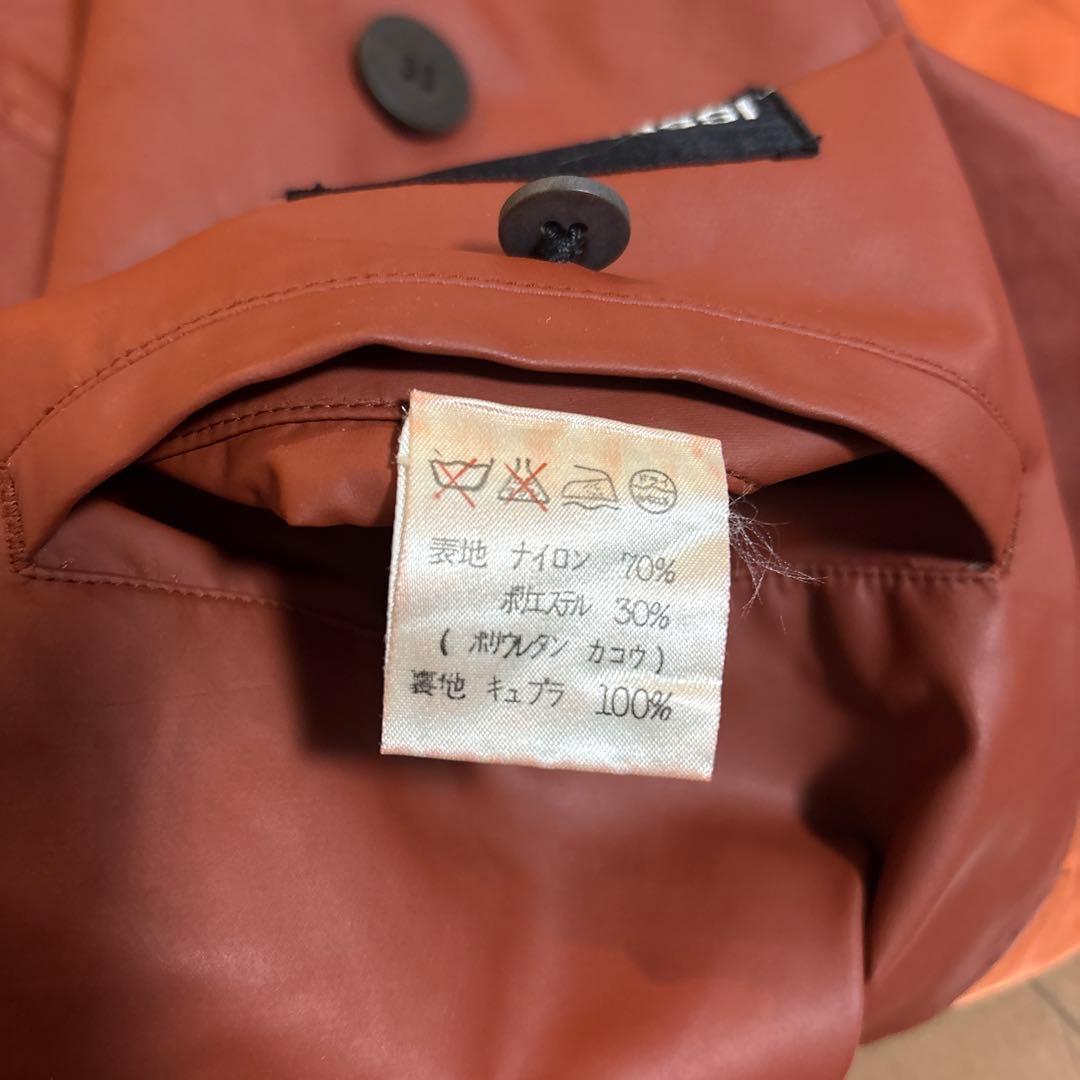 表地 ナイロン 70%
ポリエステル 30%
( ポリウレタン カコウ )
裏地 キュプラ 100%